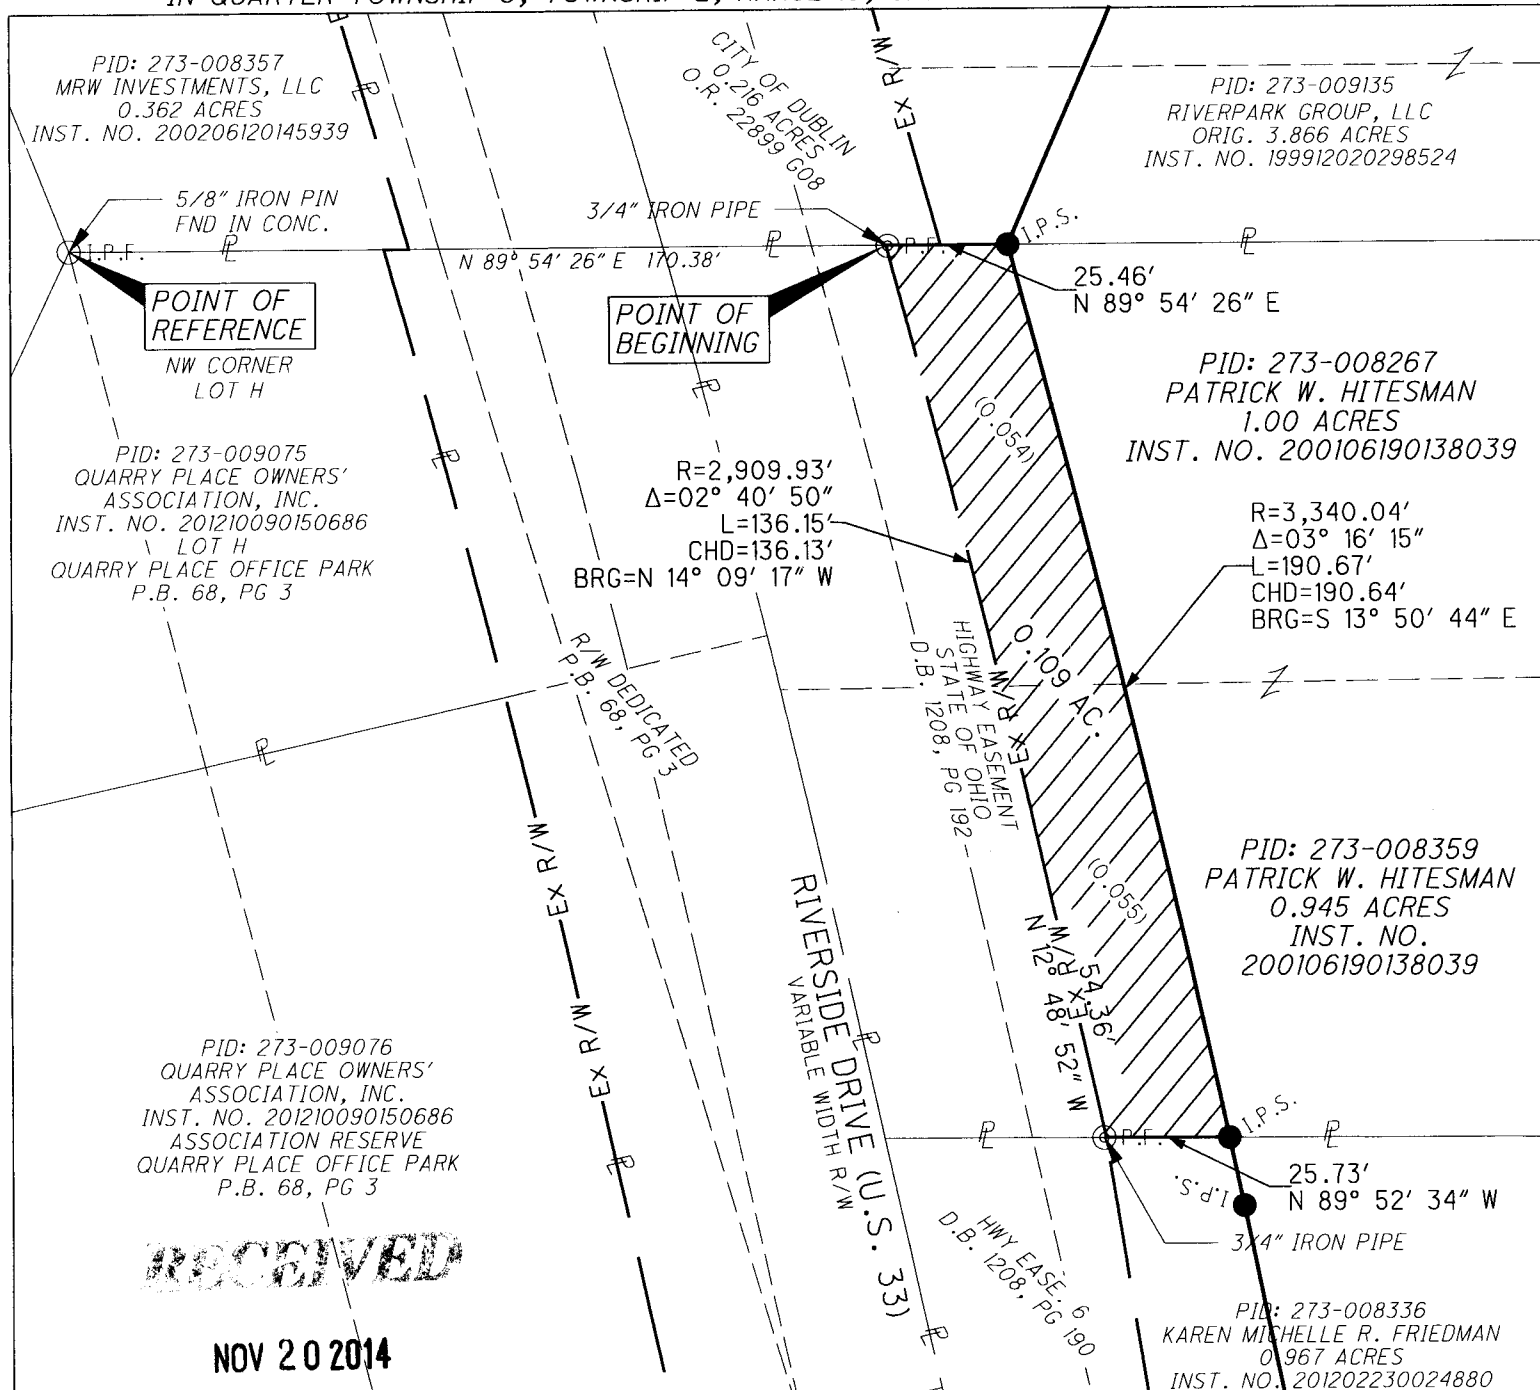 PID: 273-008357
MRW INVESTMENTS, LLC
0.362 ACRES
INST. NO. 200206120145939
CITY OF DUBLIN
0.216 ACRES
O.R. 22899 G08
EX R/W
PID: 273-009135
RIVERPARK GROUP, LLC
ORIG. 3.866 ACRES
INST. NO. 199912020298524
5/8" IRON PIN
FND IN CONC.
3/4" IRON PIPE
I.P.F.
N 89° 54' 26" E 170.38'
P.F.
I.P.S.
25.46'
N 89° 54' 26" E
POINT OF
REFERENCE
NW CORNER
LOT H
POINT OF
BEGINNING
PID: 273-008267
PATRICK W. HITESMAN
1.00 ACRES
INST. NO. 200106190138039
(0.054)
PID: 273-009075
QUARRY PLACE OWNERS'
ASSOCIATION, INC.
INST. NO. 201210090150686
LOT H
QUARRY PLACE OFFICE PARK
P.B. 68, PG 3
R=2,909.93'
Δ=02° 40' 50"
L=136.15'
CHD=136.13'
BRG=N 14° 09' 17" W
R=3,340.04'
Δ=03° 16' 15"
L=190.67'
CHD=190.64'
BRG=S 13° 50' 44" E
R/W DEDICATED
P.B. 68, PG 3
HIGHWAY EASEMENT
STATE OF OHIO
D.B. 1208, PG 192
EX R/W
0.109 AC.
(0.055)
PID: 273-008359
PATRICK W. HITESMAN
0.945 ACRES
INST. NO.
200106190138039
EX R/W
EX R/W
RIVERSIDE DRIVE (U.S. 33)
VARIABLE WIDTH R/W
EX R/W
54.36'
N 12° 48' 52" W
PID: 273-009076
QUARRY PLACE OWNERS'
ASSOCIATION, INC.
INST. NO. 201210090150686
ASSOCIATION RESERVE
QUARRY PLACE OFFICE PARK
P.B. 68, PG 3
P.F.
I.P.S.
25.73'
N 89° 52' 34" W
I.P.S.
3/4" IRON PIPE
HWY EASE, 6
D.B. 1208, PG 190
RECEIVED
NOV 20 2014
PID: 273-008336
KAREN MICHELLE R. FRIEDMAN
0.967 ACRES
INST. NO. 201202230024880